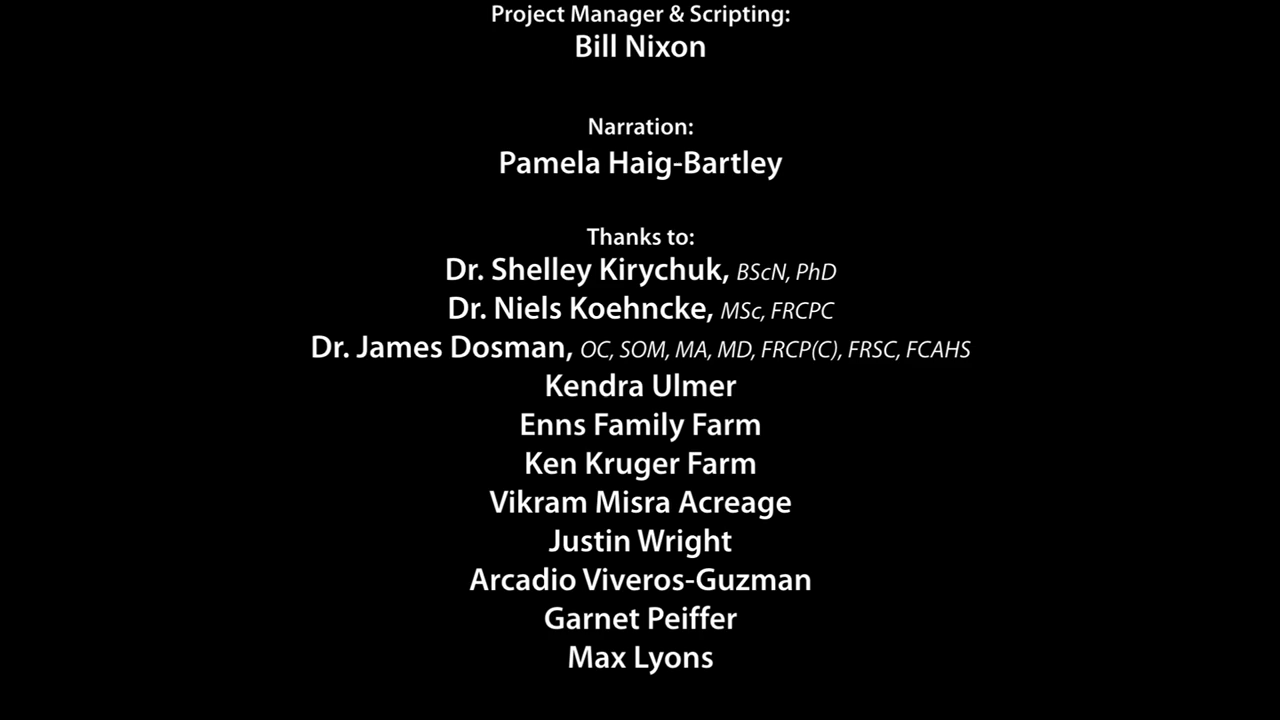 Project Manager & Scripting:
Bill Nixon
Narration:
Pamela Haig-Bartley
Thanks to:
Dr. Shelley Kirychuk, BScN, PhD
Dr. Niels Koehncke, MSc, FRCPC
Dr. James Dosman, OC, SOM, MA, MD, FRCP(C), FRSC, FCAHS
Kendra Ulmer
Enns Family Farm
Ken Kruger Farm
Vikram Misra Acreage
Justin Wright
Arcadio Viveros-Guzman
Garnet Peiffer
Max Lyons